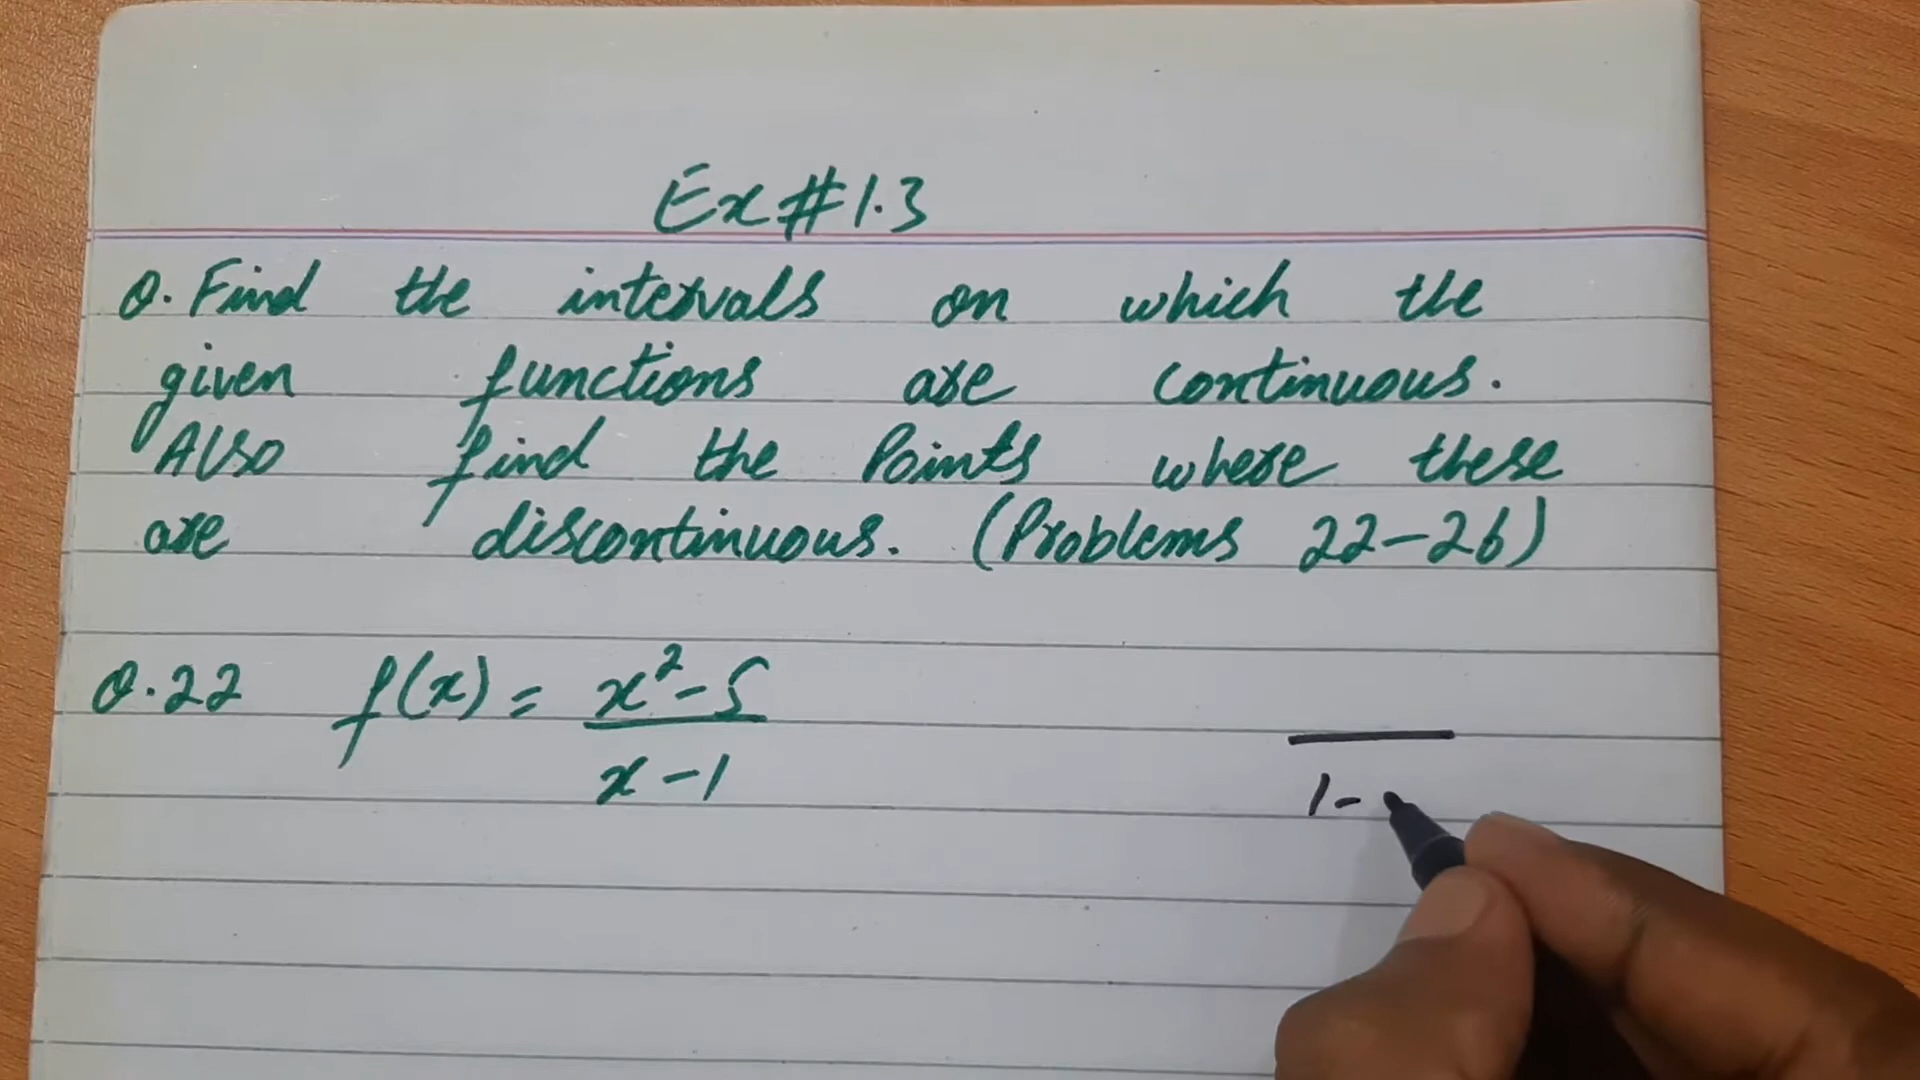 Ex#1.3
Q. Find the intervals on which the
given functions are continuous.
Also find the Points where these
are discontinuous. (Problems 22-26)
Q.22 f(x) = x²-5
x-1
1-